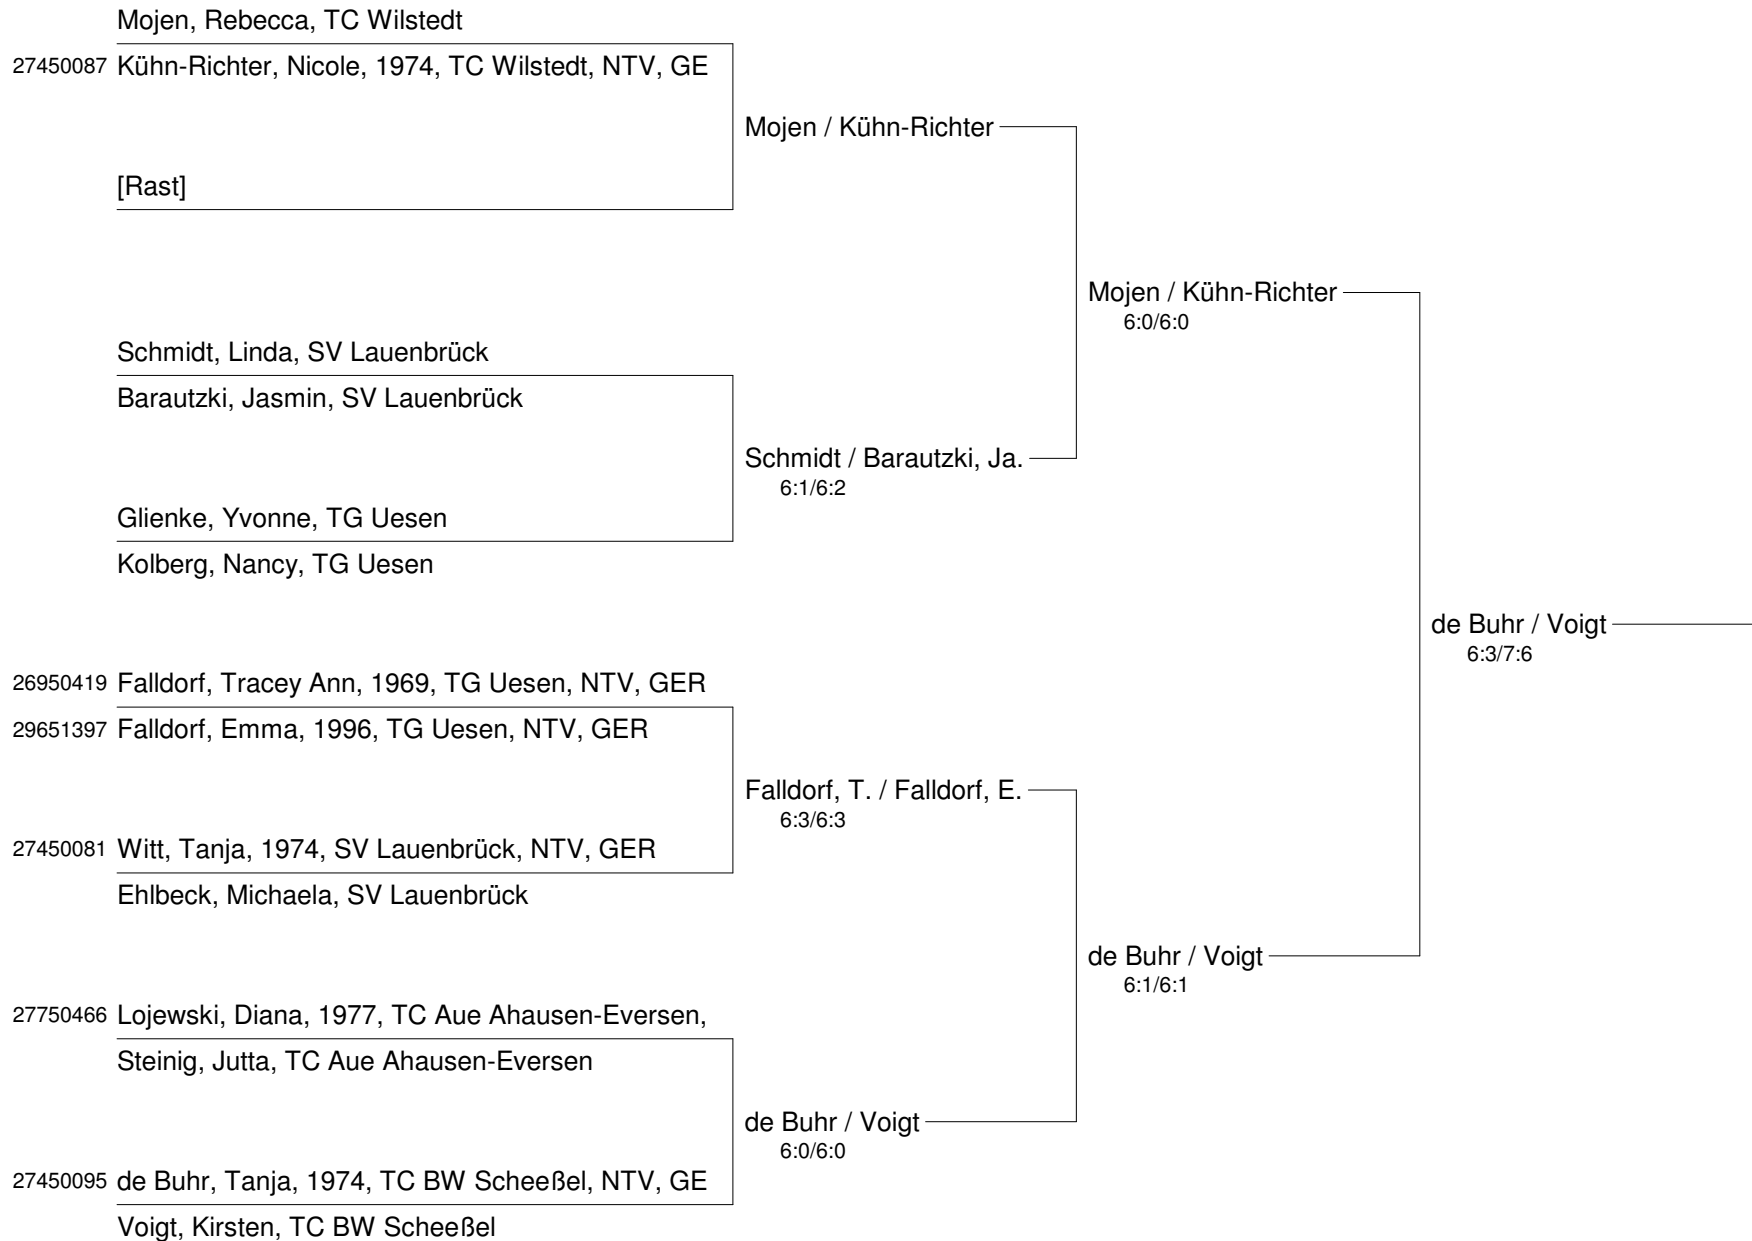 Mojen, Rebecca, TC Wilstedt
27450087 Kühn-Richter, Nicole, 1974, TC Wilstedt, NTV, GE
Mojen / Kühn-Richter
[Rast]
Mojen / Kühn-Richter
6:0/6:0
Schmidt, Linda, SV Lauenbrück
Barautzki, Jasmin, SV Lauenbrück
Schmidt / Barautzki, Ja.
6:1/6:2
Glienke, Yvonne, TG Uesen
Kolberg, Nancy, TG Uesen
de Buhr / Voigt
6:3/7:6
26950419 Falldorf, Tracey Ann, 1969, TG Uesen, NTV, GER
29651397 Falldorf, Emma, 1996, TG Uesen, NTV, GER
Falldorf, T. / Falldorf, E.
6:3/6:3
27450081 Witt, Tanja, 1974, SV Lauenbrück, NTV, GER
Ehlbeck, Michaela, SV Lauenbrück
de Buhr / Voigt
6:1/6:1
27750466 Lojewski, Diana, 1977, TC Aue Ahausen-Eversen,
Steinig, Jutta, TC Aue Ahausen-Eversen
de Buhr / Voigt
6:0/6:0
27450095 de Buhr, Tanja, 1974, TC BW Scheeßel, NTV, GE
Voigt, Kirsten, TC BW Scheeßel